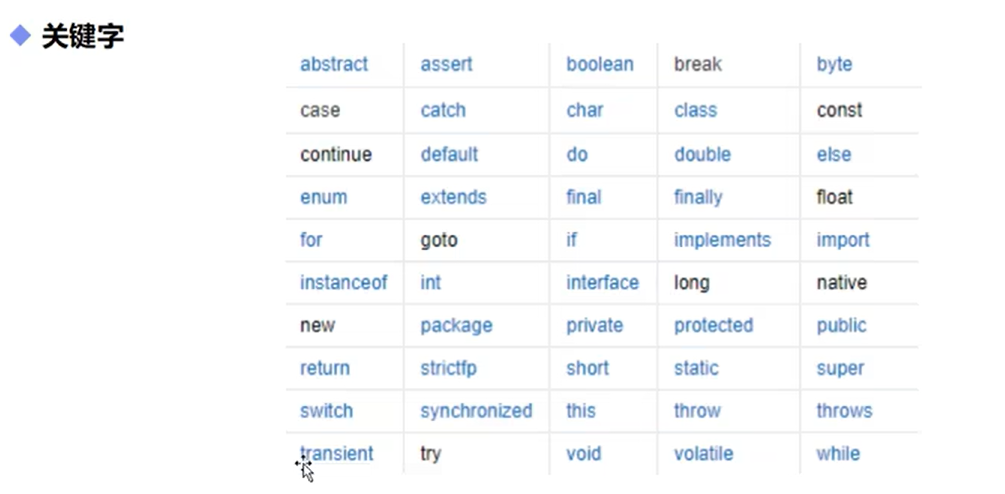 关键字
abstract assert boolean break byte
case catch char class const
continue default do double else
enum extends final finally float
for goto if implements import
instanceof int interface long native
new package private protected public
return strictfp short static super
switch synchronized this throw throws
transient try void volatile while